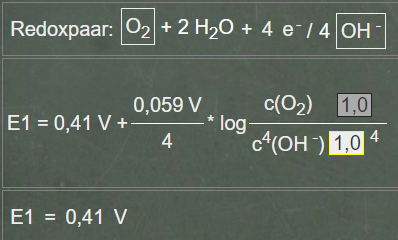 Redoxpaar: O₂ + 2 H₂O + 4 e⁻ / 4 OH⁻
E1 = 0,41 V + 0,059 V / 4 * log c(O₂) 1,0 / c⁴(OH⁻) 1,0 ⁴
E1 = 0,41 V